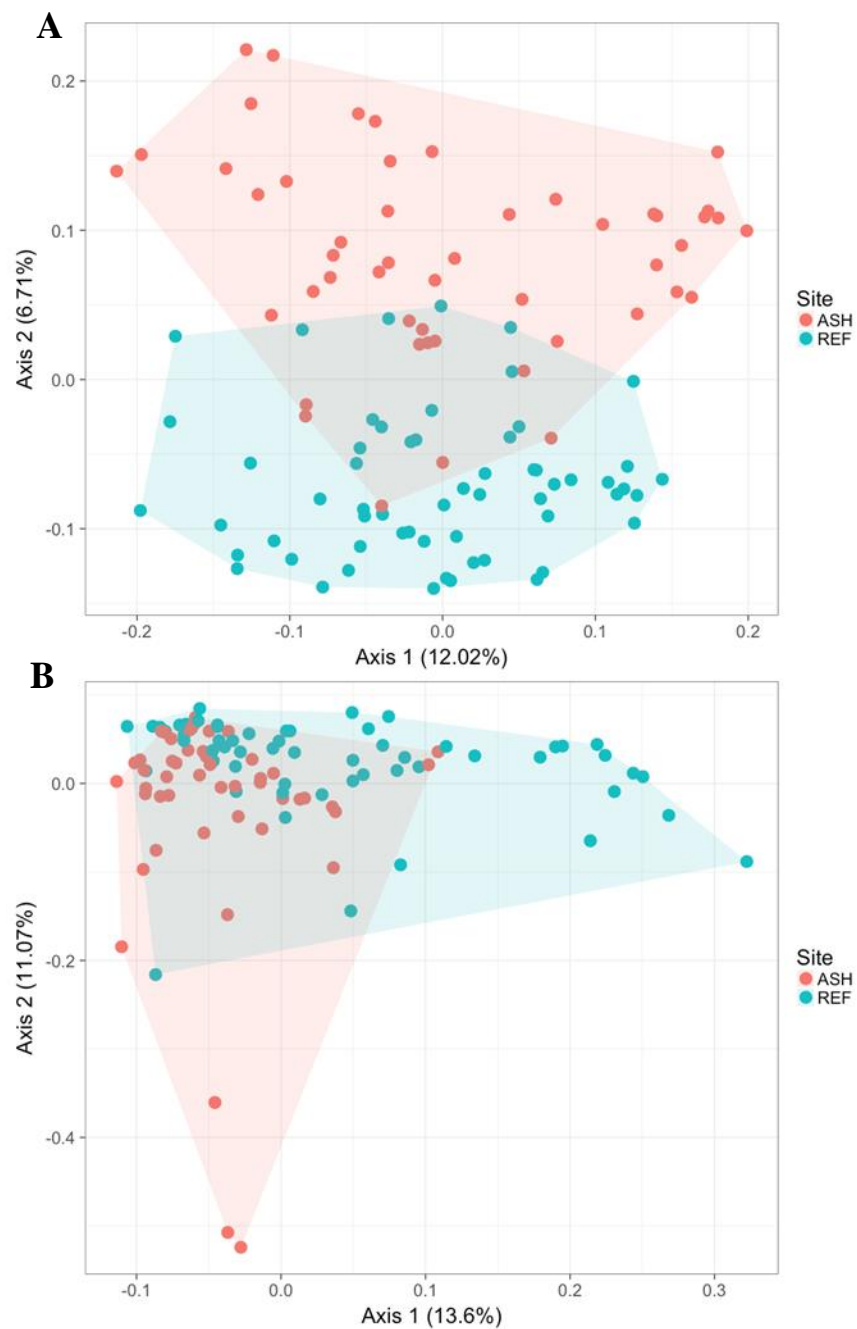 A
0.2
0.1
0.0
-0.1
Axis 2 (6.71%)
-0.2
-0.1
0.0
0.1
0.2
Axis 1 (12.02%)
Site
ASH
REF
B
0.0
-0.2
-0.4
Axis 2 (11.07%)
-0.1
0.0
0.1
0.2
0.3
Axis 1 (13.6%)
Site
ASH
REF